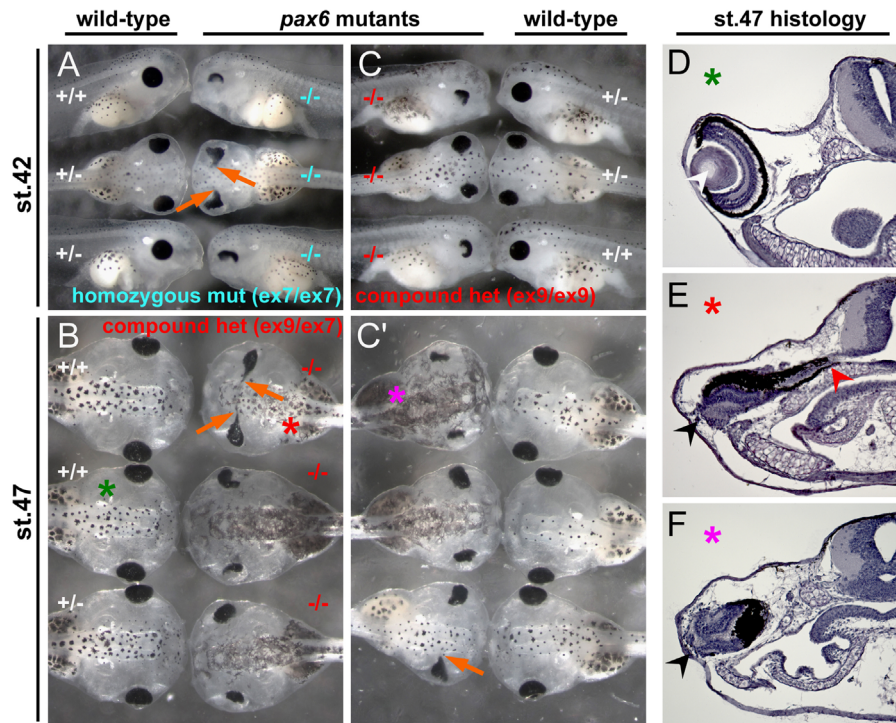 wild-type
pax6 mutants
wild-type
st.47 histology
st.42
A
+/+
-/-
+/-
-/-
+/-
-/-
homozygous mut (ex7/ex7)
C
-/-
+/-
-/-
+/-
-/-
+/+
compound het (ex9/ex9)
D
*
st.47
B
compound het (ex9/ex7)
+/+
-/-
*
+/+
*
-/-
+/-
-/-
C'
*
E
*
F
*